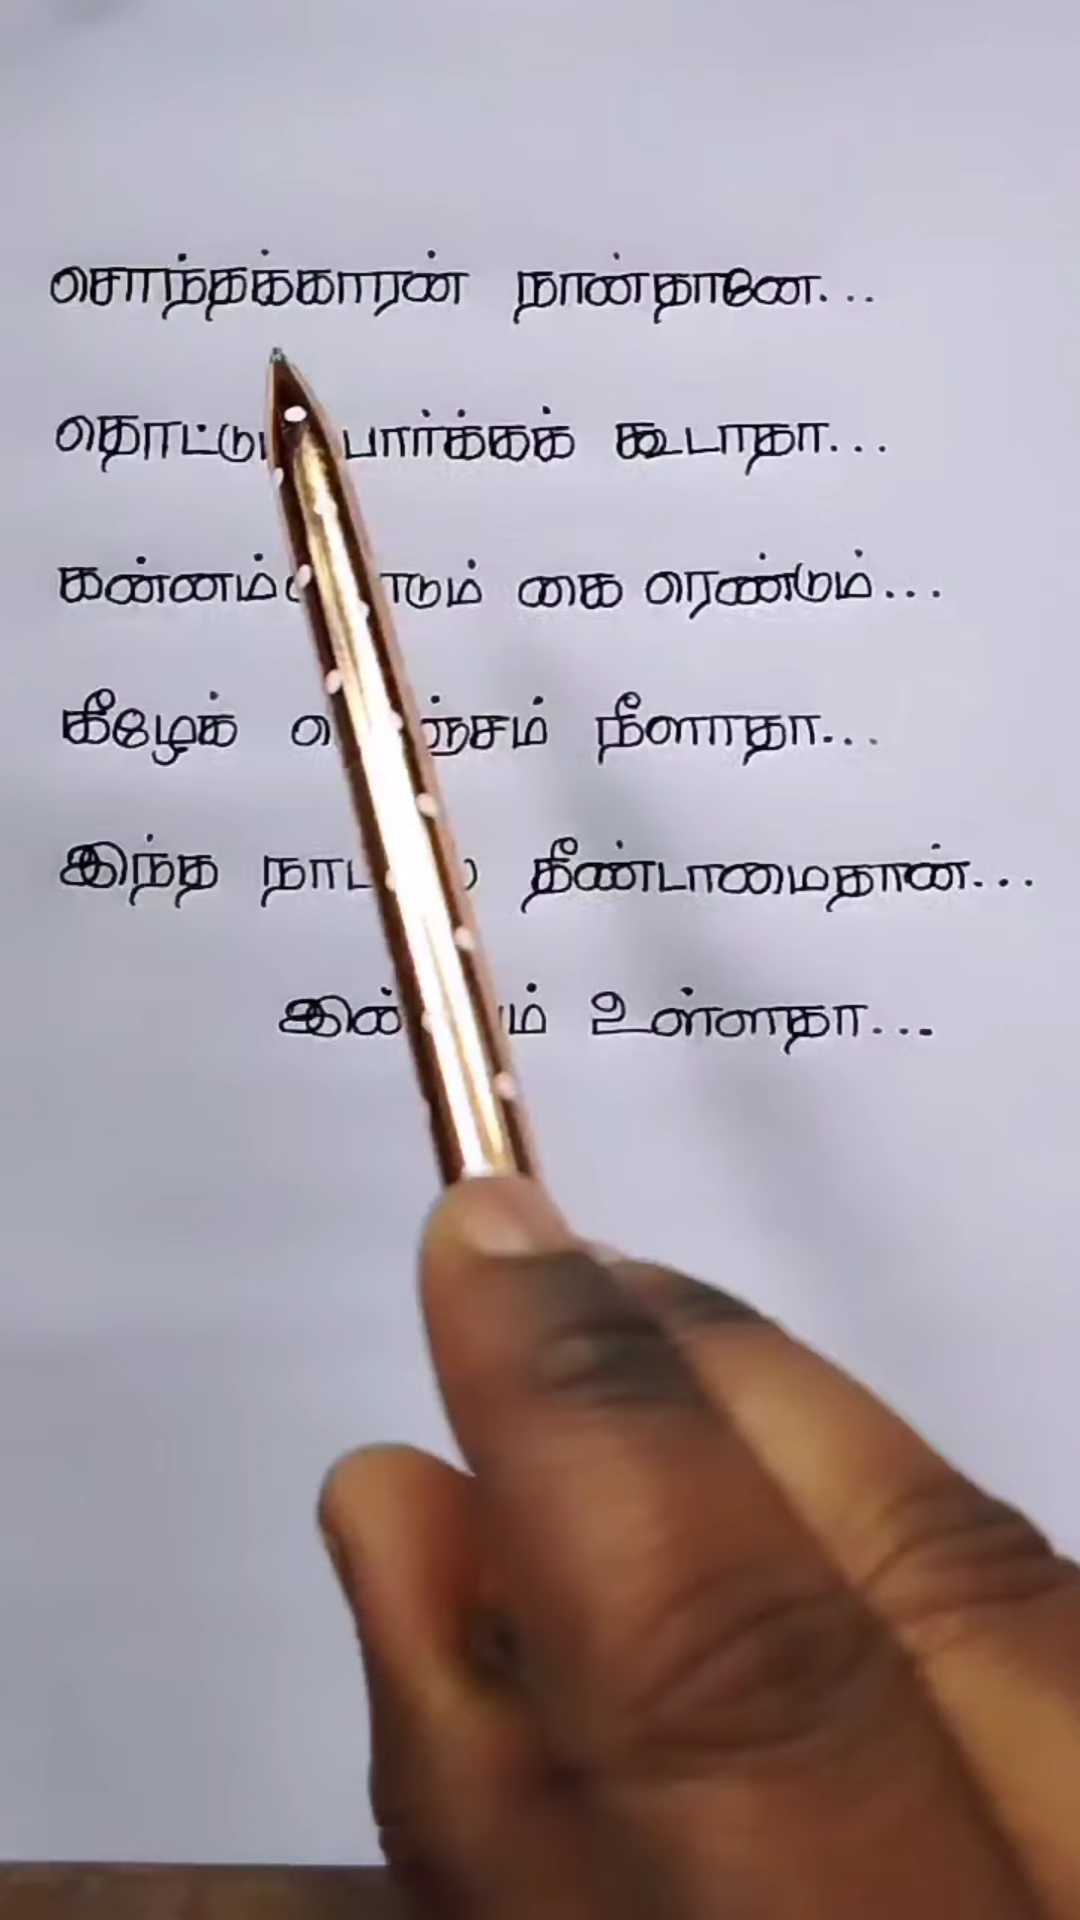 சொந்தக்காரன் நான்தானே...
பார்க்கக் கூடாதா...
கை ரெண்டும்...
கீழேக் நீளாதா...
இந்த தீண்டாமைதான்...
உள்ளதா...